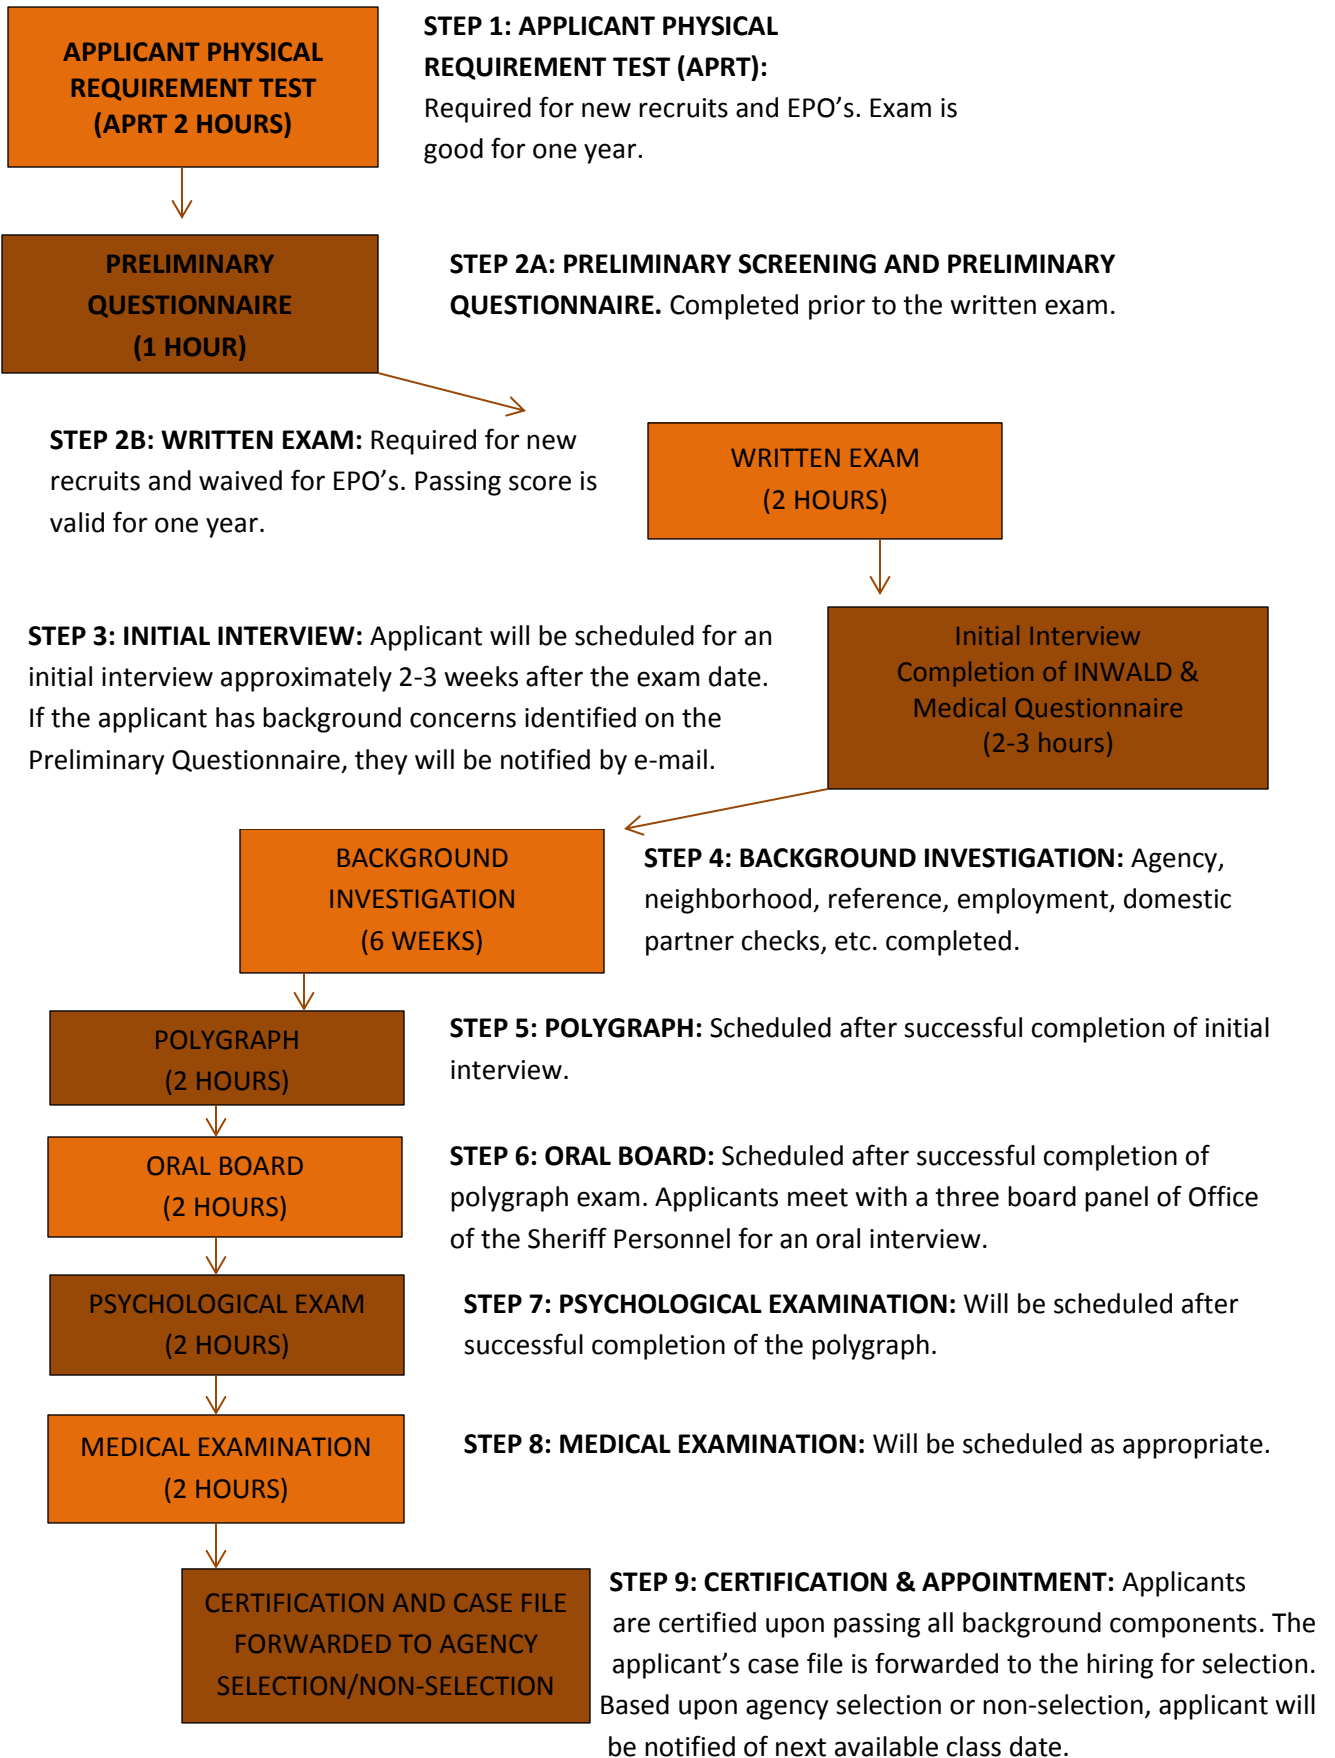 APPLICANT PHYSICAL
REQUIREMENT TEST
(APRT 2 HOURS)
STEP 1: APPLICANT PHYSICAL
REQUIREMENT TEST (APRT):
Required for new recruits and EPO’s. Exam is
good for one year.
PRELIMINARY
QUESTIONNAIRE
(1 HOUR)
STEP 2A: PRELIMINARY SCREENING AND PRELIMINARY
QUESTIONNAIRE. Completed prior to the written exam.
STEP 2B: WRITTEN EXAM: Required for new
recruits and waived for EPO’s. Passing score is
valid for one year.
WRITTEN EXAM
(2 HOURS)
STEP 3: INITIAL INTERVIEW: Applicant will be scheduled for an
initial interview approximately 2-3 weeks after the exam date.
If the applicant has background concerns identified on the
Preliminary Questionnaire, they will be notified by e-mail.
Initial Interview
Completion of INWALD &
Medical Questionnaire
(2-3 hours)
BACKGROUND
INVESTIGATION
(6 WEEKS)
STEP 4: BACKGROUND INVESTIGATION: Agency,
neighborhood, reference, employment, domestic
partner checks, etc. completed.
POLYGRAPH
(2 HOURS)
STEP 5: POLYGRAPH: Scheduled after successful completion of initial
interview.
ORAL BOARD
(2 HOURS)
STEP 6: ORAL BOARD: Scheduled after successful completion of
polygraph exam. Applicants meet with a three board panel of Office
of the Sheriff Personnel for an oral interview.
PSYCHOLOGICAL EXAM
(2 HOURS)
STEP 7: PSYCHOLOGICAL EXAMINATION: Will be scheduled after
successful completion of the polygraph.
MEDICAL EXAMINATION
(2 HOURS)
STEP 8: MEDICAL EXAMINATION: Will be scheduled as appropriate.
CERTIFICATION AND CASE FILE
FORWARDED TO AGENCY
SELECTION/NON-SELECTION
STEP 9: CERTIFICATION & APPOINTMENT: Applicants
are certified upon passing all background components. The
applicant’s case file is forwarded to the hiring for selection.
Based upon agency selection or non-selection, applicant will
be notified of next available class date.